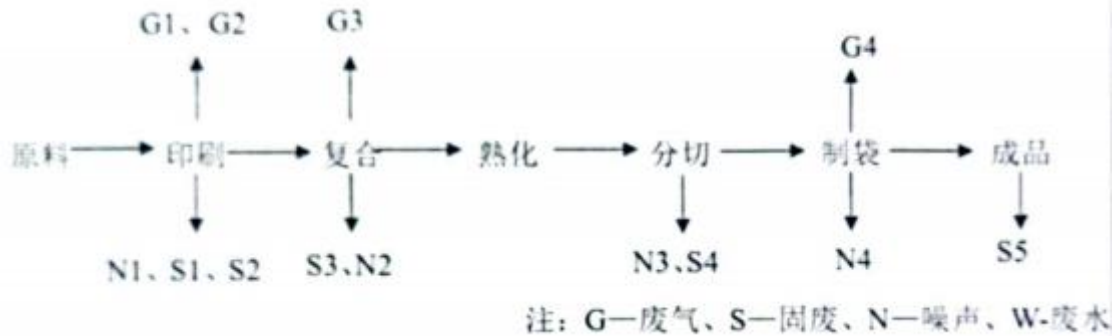 G1、G2 G3
G4
原料 印刷 复合 熟化 分切 制袋 成品
N1、S1、S2 S3、N2 N3、S4 N4 S5
注：G—废气、S—固废、N—噪声、W-废水